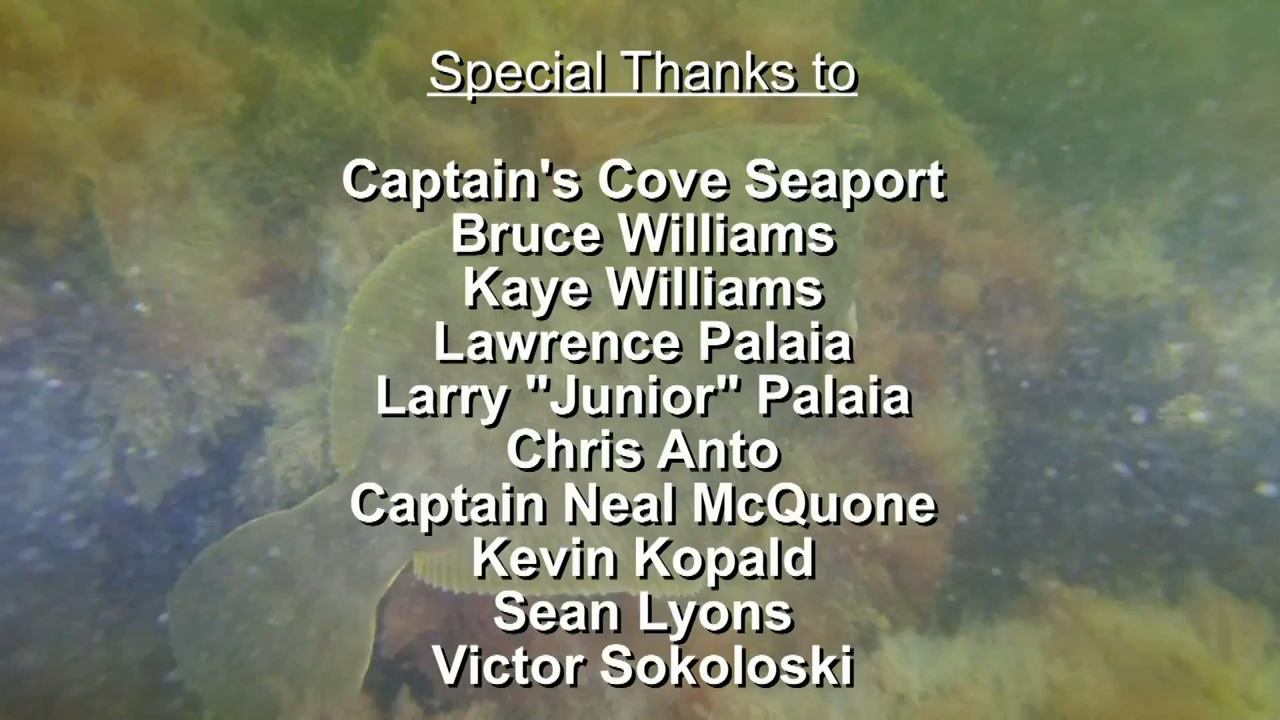 Special Thanks to
Captain's Cove Seaport
Bruce Williams
Kaye Williams
Lawrence Palaia
Larry "Junior" Palaia
Chris Anto
Captain Neal McQuone
Kevin Kopald
Sean Lyons
Victor Sokoloski